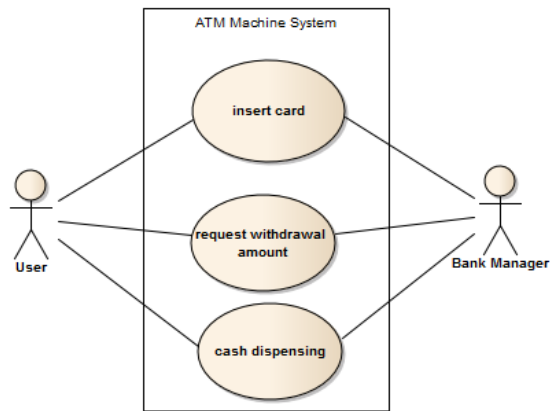 ATM Machine System
insert card
request withdrawal
amount
User
Bank Manager
cash dispensing